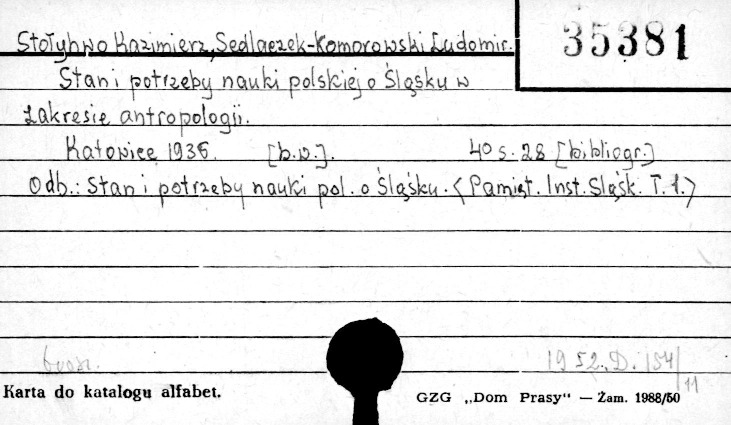 35381
Stołyhwo Kazimierz, Sedlaczek-Komorowski Ludomir.
Stan i potrzeby nauki polskiej o Śląsku w
zakresie antropologii.
Katowice 1936. [b.w.]. 40 s. 28 [bibliogr.]
Odb.: Stan i potrzeby nauki pol. o Śląsku. <Pamięt. Inst. Śląsk. T. 1.>
1952.D.154/11
Karta do katalogu alfabet.
GZG „Dom Prasy“ — Zam. 1988/50